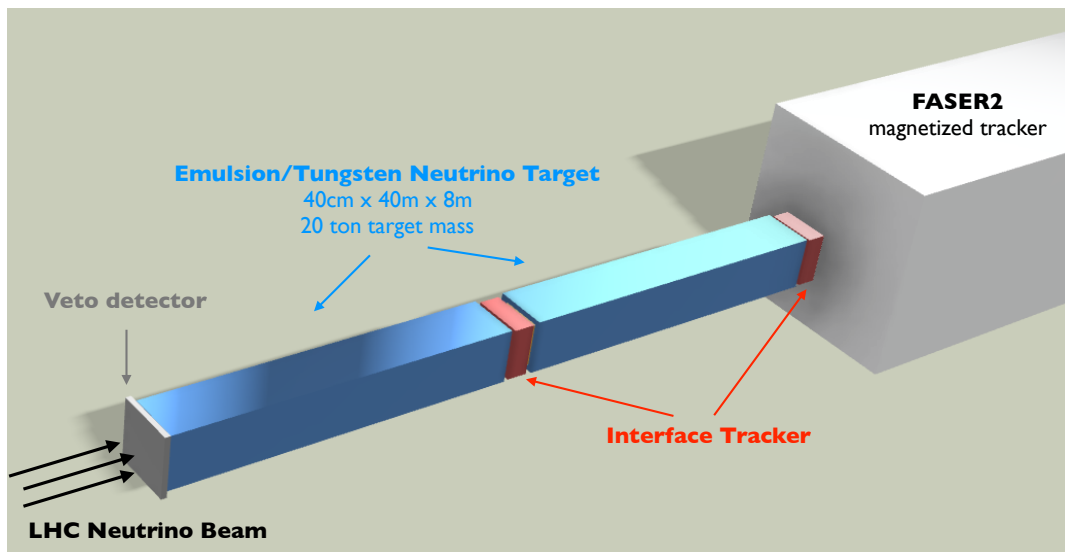 FASER2
magnetized tracker
Emulsion/Tungsten Neutrino Target
40cm x 40m x 8m
20 ton target mass
Veto detector
Interface Tracker
LHC Neutrino Beam